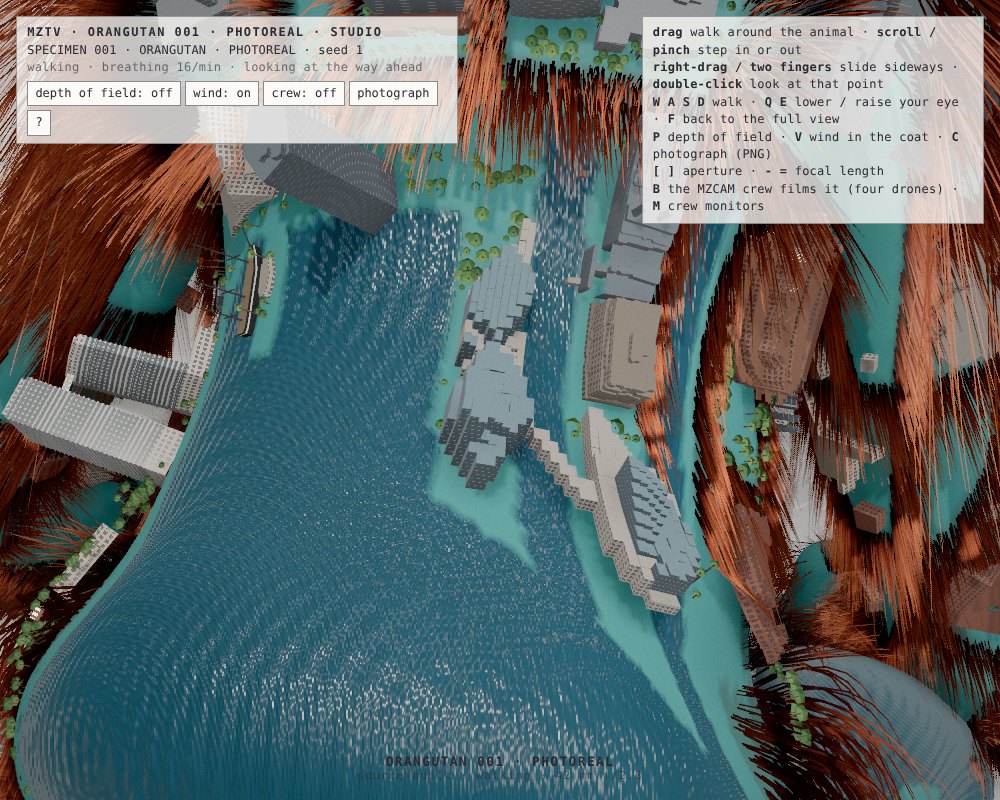 MZTV · ORANGUTAN 001 · PHOTOREAL · STUDIO
SPECIMEN 001 · ORANGUTAN · PHOTOREAL · seed 1
walking · breathing 16/min · looking at the way ahead
depth of field: off wind: on crew: off photograph
?
drag walk around the animal · scroll /
pinch step in or out
right-drag / two fingers slide sideways ·
double-click look at that point
W A S D walk · Q E lower / raise your eye
· F back to the full view
P depth of field · V wind in the coat · C
photograph (PNG)
[ ] aperture · - = focal length
B the MZCAM crew films it (four drones) ·
M crew monitors
ORANGUTAN 001 · PHOTOREAL
walking